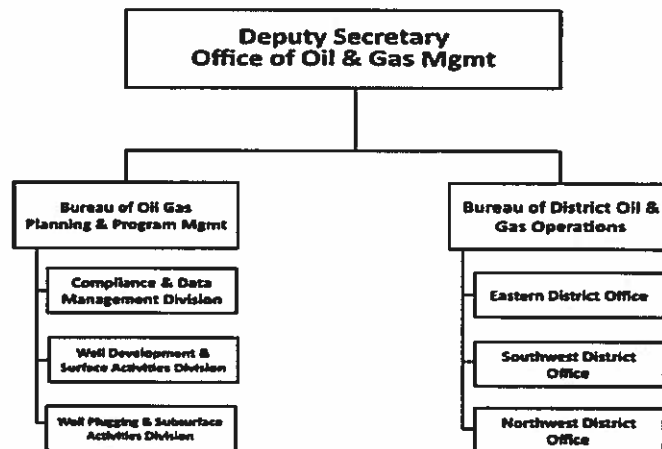 Deputy Secretary
Office of Oil & Gas Mgmt
Bureau of Oil Gas
Planning & Program Mgmt
Compliance & Data
Management Division
Well Development &
Surface Activities Division
Well Plugging & Subsurface
Activities Division
Bureau of District Oil &
Gas Operations
Eastern District Office
Southwest District
Office
Northwest District
Office